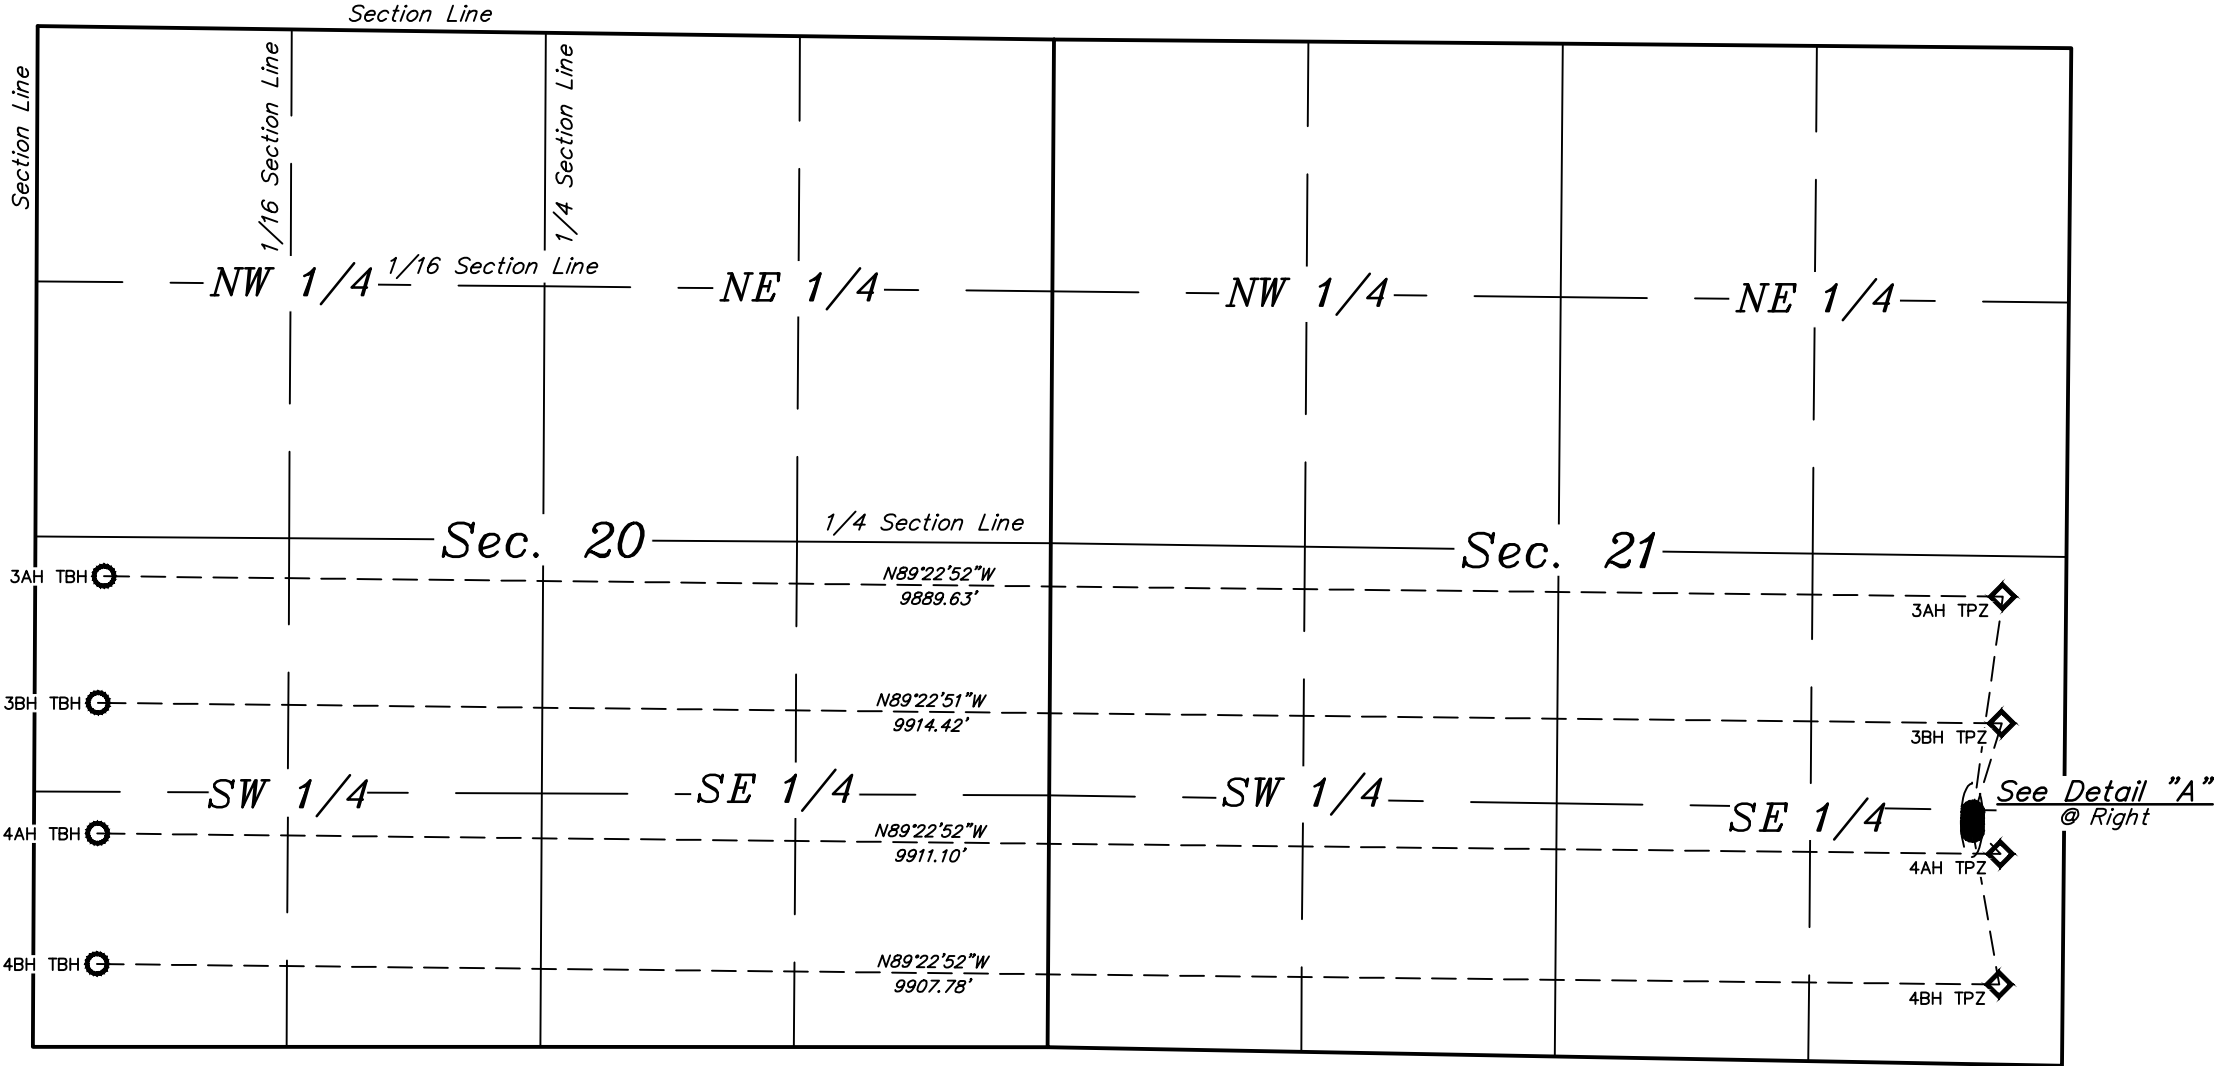 Section Line
Section Line
1/16 Section Line
1/4 Section Line
NW 1/4
1/16 Section Line
NE 1/4
NW 1/4
NE 1/4
Sec. 20
1/4 Section Line
Sec. 21
3AH TBH
N89°22'52"W
9889.63'
3AH TPZ
3BH TBH
N89°22'51"W
9914.42'
3BH TPZ
SW 1/4
SE 1/4
SW 1/4
SE 1/4
See Detail "A"
@ Right
4AH TBH
N89°22'52"W
9911.10'
4AH TPZ
4BH TBH
N89°22'52"W
9907.78'
4BH TPZ